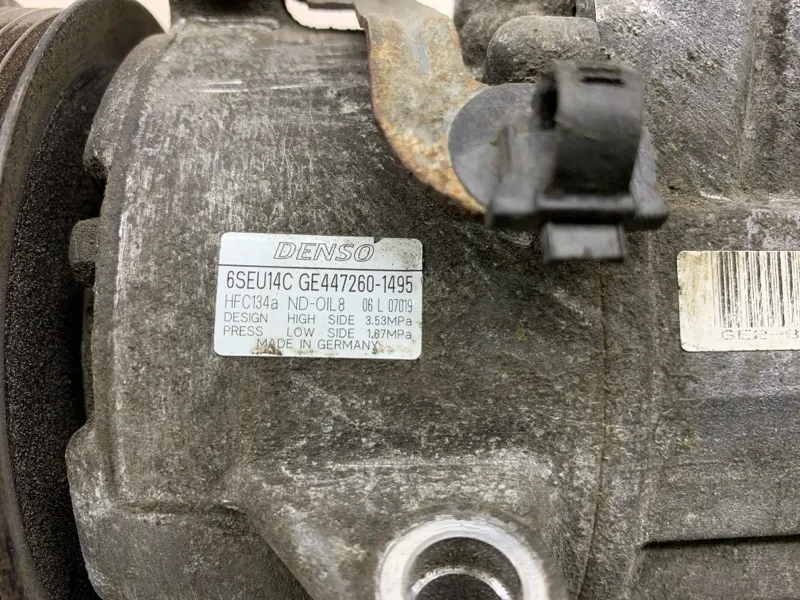 DENSO
6SEU14C GE447260-1495
HFC134a ND-OIL8 06 L 07019
DESIGN HIGH SIDE 3.53MPa
PRESS LOW SIDE 1.67MPa
MADE IN GERMANY